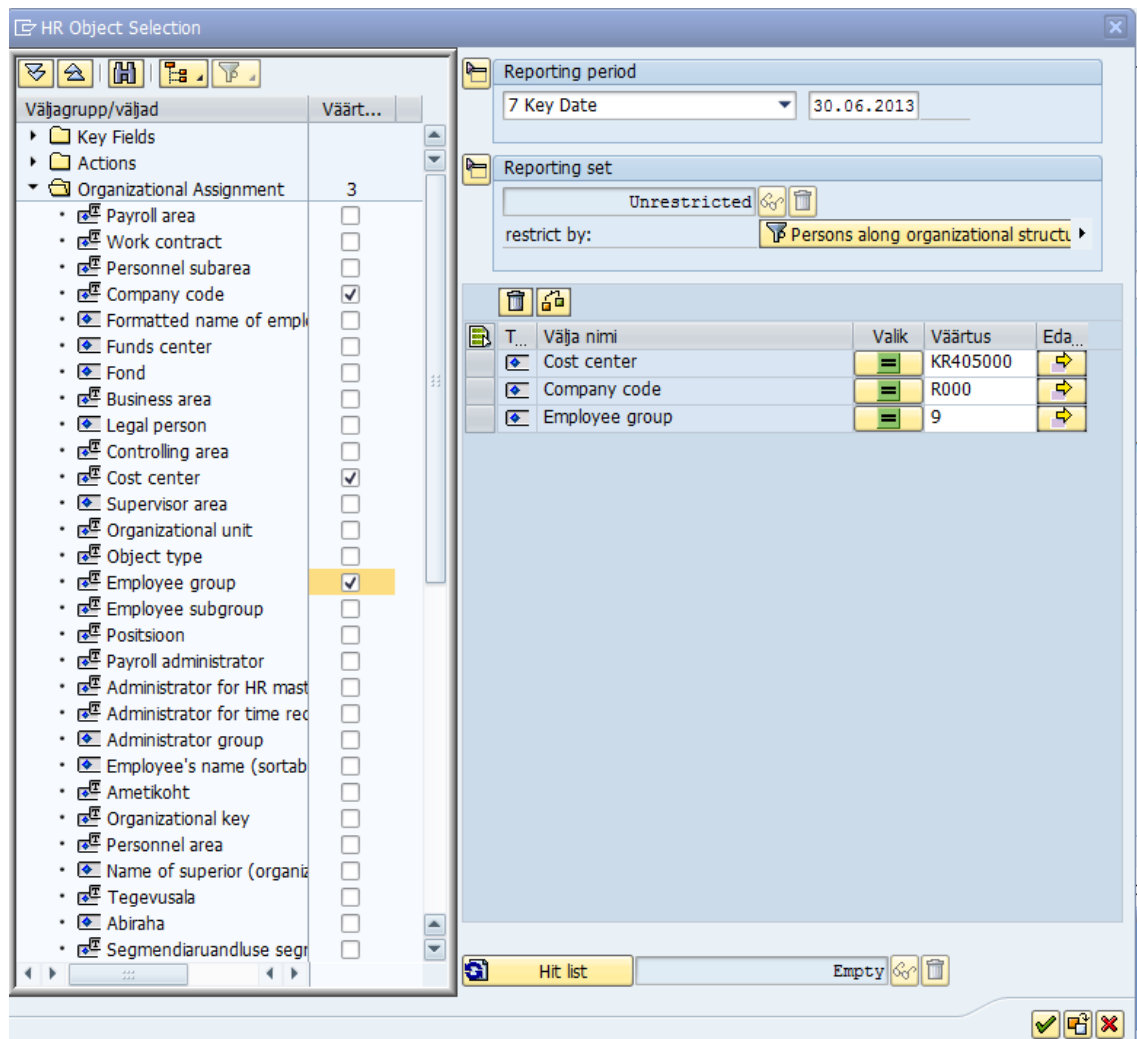 HR Object Selection
Väljagrupp/väljad Väärt...
Key Fields
Actions
Organizational Assignment 3
Payroll area
Work contract
Personnel subarea
Company code
Formatted name of empl
Funds center
Fond
Business area
Legal person
Controlling area
Cost center
Supervisor area
Organizational unit
Object type
Employee group
Employee subgroup
Positsioon
Payroll administrator
Administrator for HR mast
Administrator for time rec
Administrator group
Employee's name (sortab
Ametikoht
Organizational key
Personnel area
Name of superior (organiz
Tegevusala
Abiraha
Segmendiaruandluse segr
Reporting period
7 Key Date 30.06.2013
Reporting set
Unrestricted
restrict by: Persons along organizational structu
T... Välja nimi Valik Väärtus Eda...
Cost center KR405000
Company code R000
Employee group 9
Hit list Empty